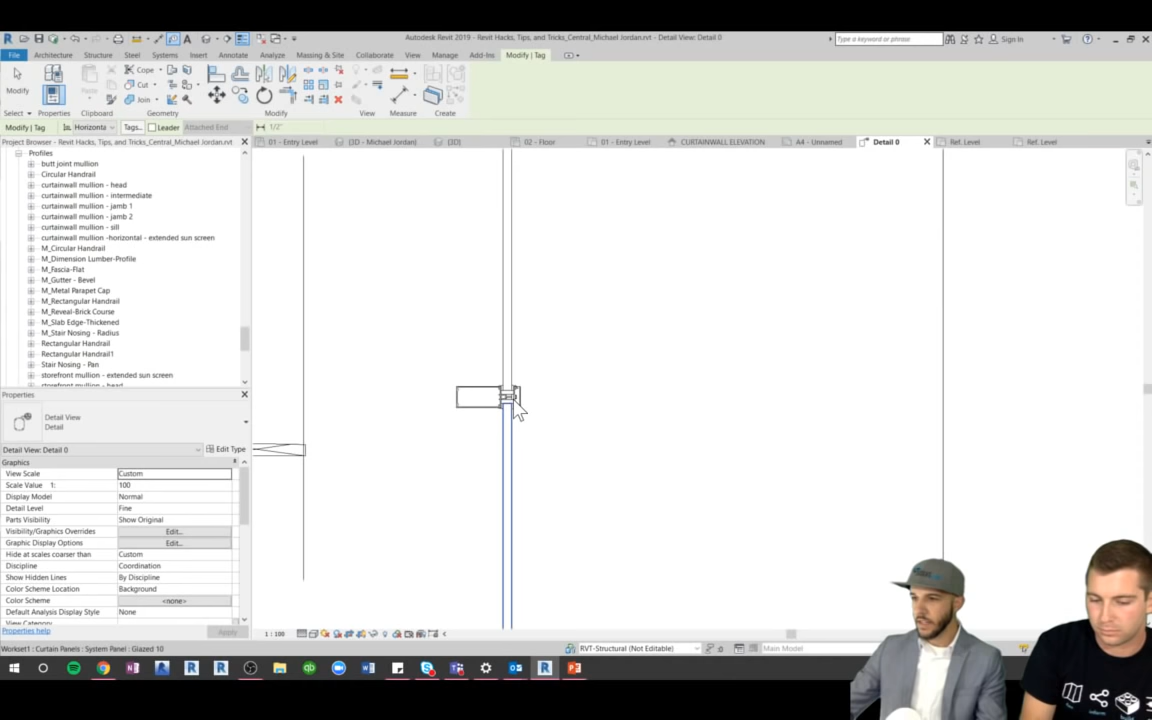 Autodesk Revit 2019 - Revit Hacks, Tips, and Tricks_Central_Michael Jordan.rvt - Detail View: Detail 0
Type a keyword or phrase
Sign In
File Architecture Structure Steel Systems Insert Annotate Analyze Massing & Site Collaborate View Manage Add-Ins Modify | Tag
Modify
Paste
Cope
Cut
Join
Select Properties Clipboard Geometry Modify View Measure Create
Modify | Tag Horizonta Tags... Leader Attached End 1/2"
Project Browser - Revit Hacks, Tips, and Tricks_Central_Michael Jordan.rvt
01 - Entry Level (3D - Michael Jordan) {3D} 02 - Floor 01 - Entry Level CURTAINWALL ELEVATION A4 - Unnamed Detail 0 Ref. Level Ref. Level
Profiles
butt joint mullion
Circular Handrail
curtainwall mullion - head
curtainwall mullion - intermediate
curtainwall mullion - jamb 1
curtainwall mullion - jamb 2
curtainwall mullion - sill
curtainwall mullion -horizontal - extended sun screen
M_Circular Handrail
M_Dimension Lumber-Profile
M_Fascia-Flat
M_Gutter - Bevel
M_Metal Parapet Cap
M_Rectangular Handrail
M_Reveal-Brick Course
M_Slab Edge-Thickened
M_Stair Nosing - Radius
Rectangular Handrail
Rectangular Handrail1
Stair Nosing - Pan
storefront mullion - extended sun screen
storefront mullion - head
Properties
Detail View
Detail
Detail View: Detail 0 Edit Type
Graphics
View Scale Custom
Scale Value 1: 100
Display Model Normal
Detail Level Fine
Parts Visibility Show Original
Visibility/Graphics Overrides Edit...
Graphic Display Options Edit...
Hide at scales coarser than Custom
Discipline Coordination
Show Hidden Lines By Discipline
Color Scheme Location Background
Color Scheme <none>
Default Analysis Display Style None
View Category
Properties help Apply
1 : 100
Workset1 : Curtain Panels : System Panel : Glazed 10
RVT-Structural (Not Editable) :0 Main Model